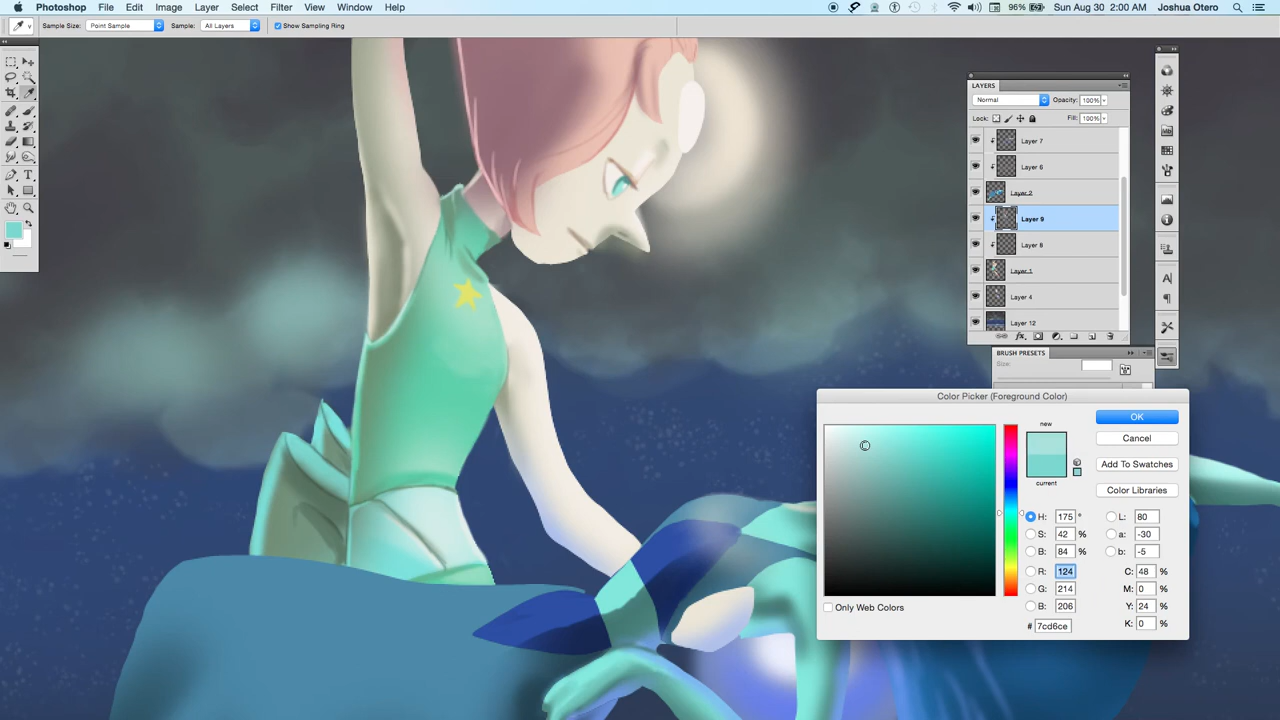 Photoshop File Edit Image Layer Select Filter View Window Help 96% Sun Aug 30 2:00 AM Joshua Otero
Sample Size: Point Sample Sample: All Layers Show Sampling Ring
LAYERS
Normal Opacity: 100%
Lock: Fill: 100%
Layer 7
Layer 6
Layer 2
Layer 9
Layer 8
Layer 1
Layer 4
Layer 12
BRUSH PRESETS
Size:
Color Picker (Foreground Color)
new
current
OK
Cancel
Add To Swatches
Color Libraries
H: 175 ° L: 80
S: 42 % a: -30
B: 84 % b: -5
R: 124 C: 48 %
G: 214 M: 0 %
B: 206 Y: 24 %
# 7cd6ce K: 0 %
Only Web Colors